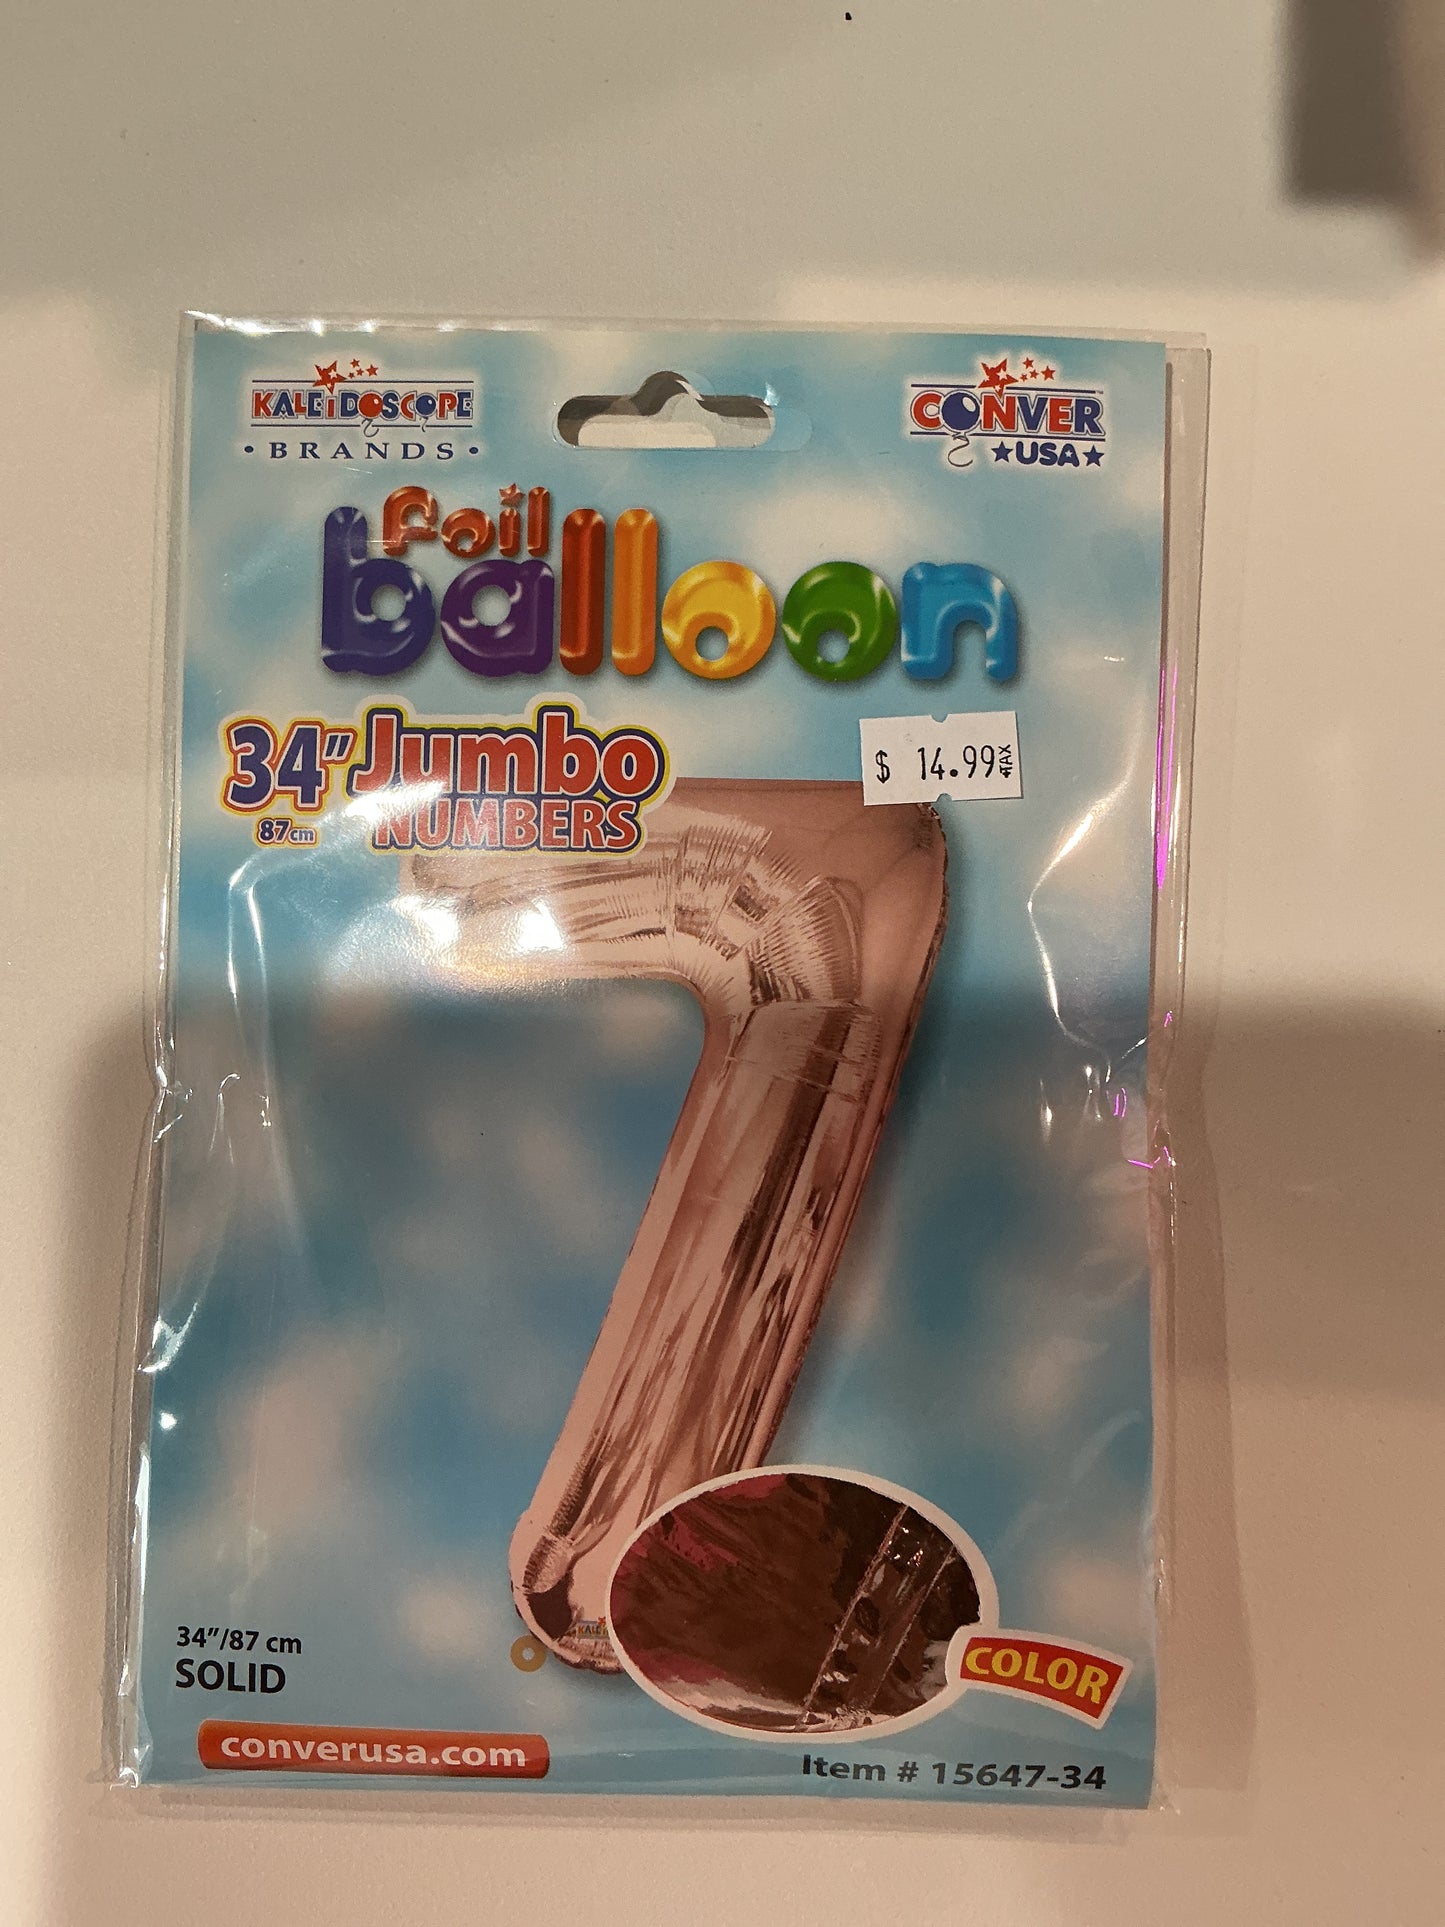 KALEIDOSCOPE
• BRANDS •
CONVER
★USA★
Foil
balloon
34" Jumbo
87cm NUMBERS
$ 14.99 +TAX
7
34"/87 cm
SOLID
COLOR
converusa.com
Item # 15647-34